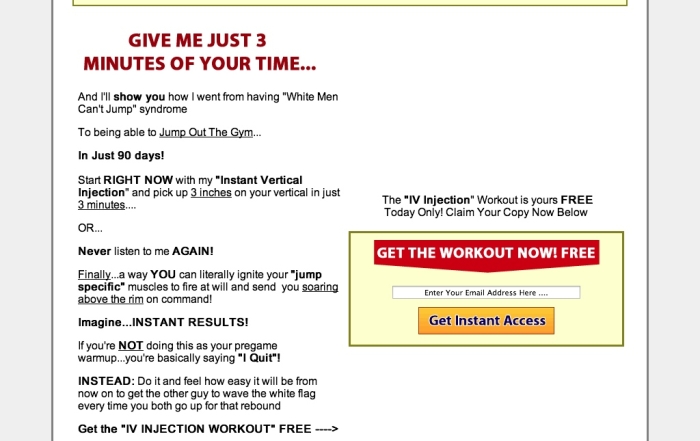 GIVE ME JUST 3
MINUTES OF YOUR TIME...
And I'll show you how I went from having "White Men
Can't Jump" syndrome
To being able to Jump Out The Gym...
In Just 90 days!
Start RIGHT NOW with my "Instant Vertical
Injection" and pick up 3 inches on your vertical in just
3 minutes....
OR...
Never listen to me AGAIN!
Finally...a way YOU can literally ignite your "jump
specific" muscles to fire at will and send you soaring
above the rim on command!
Imagine...INSTANT RESULTS!
If you're NOT doing this as your pregame
warmup...you're basically saying "I Quit"!
INSTEAD: Do it and feel how easy it will be from
now on to get the other guy to wave the white flag
every time you both go up for that rebound
Get the "IV INJECTION WORKOUT" FREE ---->
The "IV Injection" Workout is yours FREE
Today Only! Claim Your Copy Now Below
GET THE WORKOUT NOW! FREE
Enter Your Email Address Here ....
Get Instant Access